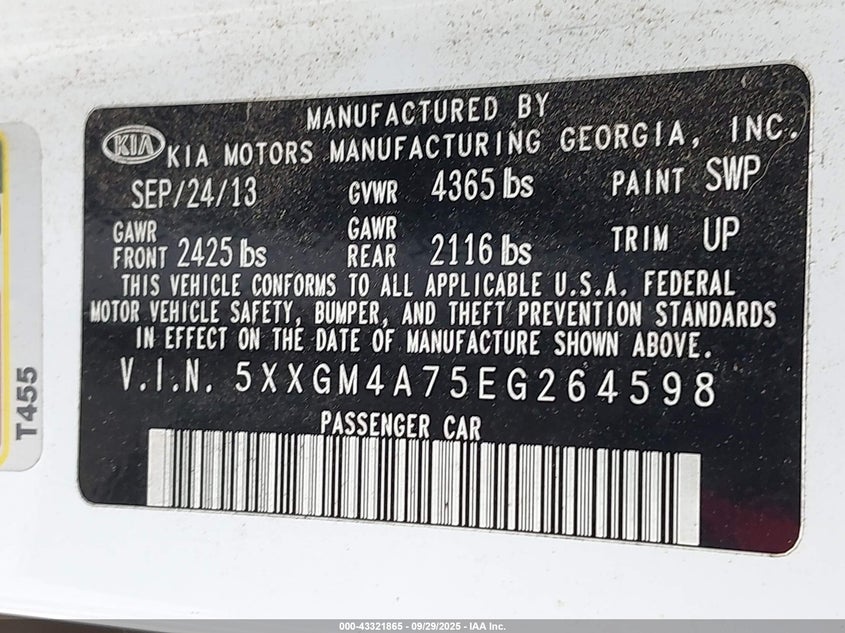 MANUFACTURED BY
KIA KIA MOTORS MANUFACTURING GEORGIA, INC.
SEP/24/13 GVWR 4365 lbs PAINT SWP
GAWR FRONT 2425 lbs GAWR REAR 2116 lbs TRIM UP
THIS VEHICLE CONFORMS TO ALL APPLICABLE U.S.A. FEDERAL
MOTOR VEHICLE SAFETY, BUMPER, AND THEFT PREVENTION STANDARDS
IN EFFECT ON THE DATE OF MANUFACTURE SHOWN ABOVE.
V.I.N. 5XXGM4A75EG264598
PASSENGER CAR
T455
000-43321865 - 09/29/2025 - IAA Inc.